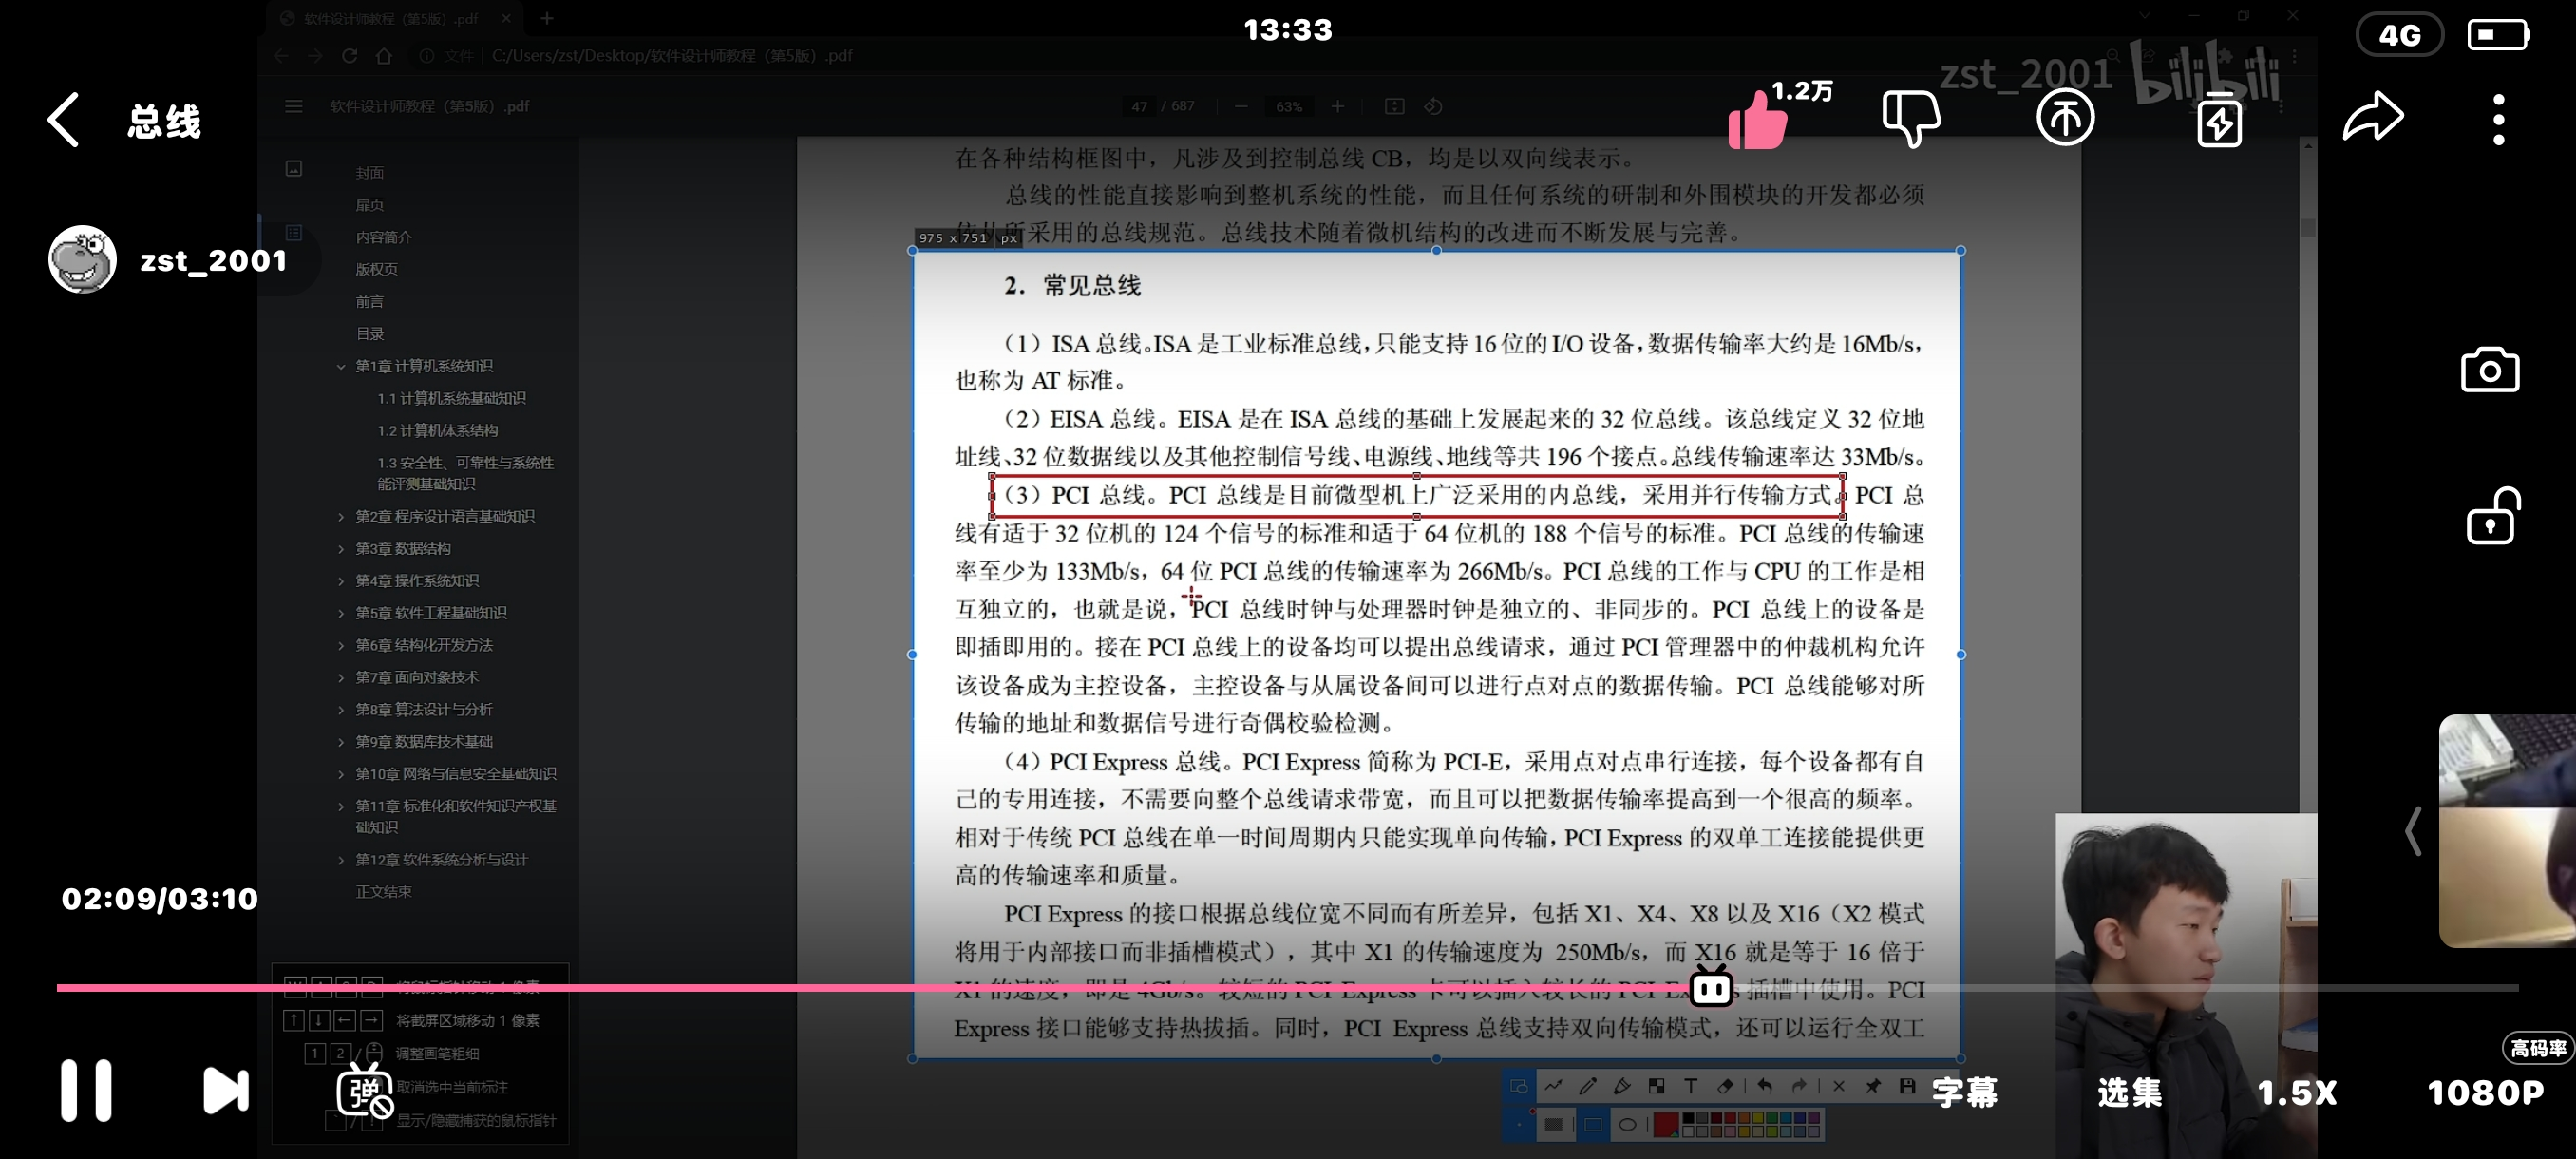 软件设计师教程（第5版）.pdf
13:33
4G
文件
C:/Users/zst/Desktop/软件设计师教程（第5版）.pdf
zst_2001
bilibili
总线
软件设计师教程（第5版）.pdf
47 / 687
63%
1.2万
zst_2001
封面
扉页
内容简介
版权页
前言
目录
第1章 计算机系统知识
1.1 计算机系统基础知识
1.2 计算机体系结构
1.3 安全性、可靠性与系统性
能评测基础知识
第2章 程序设计语言基础知识
第3章 数据结构
第4章 操作系统知识
第5章 软件工程基础知识
第6章 结构化开发方法
第7章 面向对象技术
第8章 算法设计与分析
第9章 数据库技术基础
第10章 网络与信息安全基础知识
第11章 标准化和软件知识产权基
础知识
第12章 软件系统分析与设计
正文结束
在各种结构框图中，凡涉及到控制总线 CB，均是以双向线表示。
总线的性能直接影响到整机系统的性能，而且任何系统的研制和外围模块的开发都必须
所采用的总线规范。总线技术随着微机结构的改进而不断发展与完善。
975 x 751 px
2. 常见总线
（1）ISA 总线。ISA 是工业标准总线，只能支持 16 位的 I/O 设备，数据传输率大约是 16Mb/s，
也称为 AT 标准。
（2）EISA 总线。EISA 是在 ISA 总线的基础上发展起来的 32 位总线。该总线定义 32 位地
址线、32 位数据线以及其他控制信号线、电源线、地线等共 196 个接点。总线传输速率达 33Mb/s。
（3）PCI 总线。PCI 总线是目前微型机上广泛采用的内总线，采用并行传输方式。PCI 总
线有适于 32 位机的 124 个信号的标准和适于 64 位机的 188 个信号的标准。PCI 总线的传输速
率至少为 133Mb/s，64 位 PCI 总线的传输速率为 266Mb/s。PCI 总线的工作与 CPU 的工作是相
互独立的，也就是说，PCI 总线时钟与处理器时钟是独立的、非同步的。PCI 总线上的设备是
即插即用的。接在 PCI 总线上的设备均可以提出总线请求，通过 PCI 管理器中的仲裁机构允许
该设备成为主控设备，主控设备与从属设备间可以进行点对点的数据传输。PCI 总线能够对所
传输的地址和数据信号进行奇偶校验检测。
（4）PCI Express 总线。PCI Express 简称为 PCI-E，采用点对点串行连接，每个设备都有自
己的专用连接，不需要向整个总线请求带宽，而且可以把数据传输率提高到一个很高的频率。
相对于传统 PCI 总线在单一时间周期内只能实现单向传输，PCI Express 的双单工连接能提供更
高的传输速率和质量。
PCI Express 的接口根据总线位宽不同而有所差异，包括 X1、X4、X8 以及 X16（X2 模式
将用于内部接口而非插槽模式），其中 X1 的传输速度为 250Mb/s，而 X16 就是等于 16 倍于
X1 的速度，即是 4Gb/s。较短的 PCI Express 卡可以插入较长的 PCI Express 插槽中使用。PCI
Express 接口能够支持热拔插。同时，PCI Express 总线支持双向传输模式，还可以运行全双工
02:09/03:10
将截屏区域移动 1 像素
1 2 / 调整画笔粗细
取消选中当前标注
显示/隐藏捕获的鼠标指针
弹
高码率
字幕
选集
1.5X
1080P